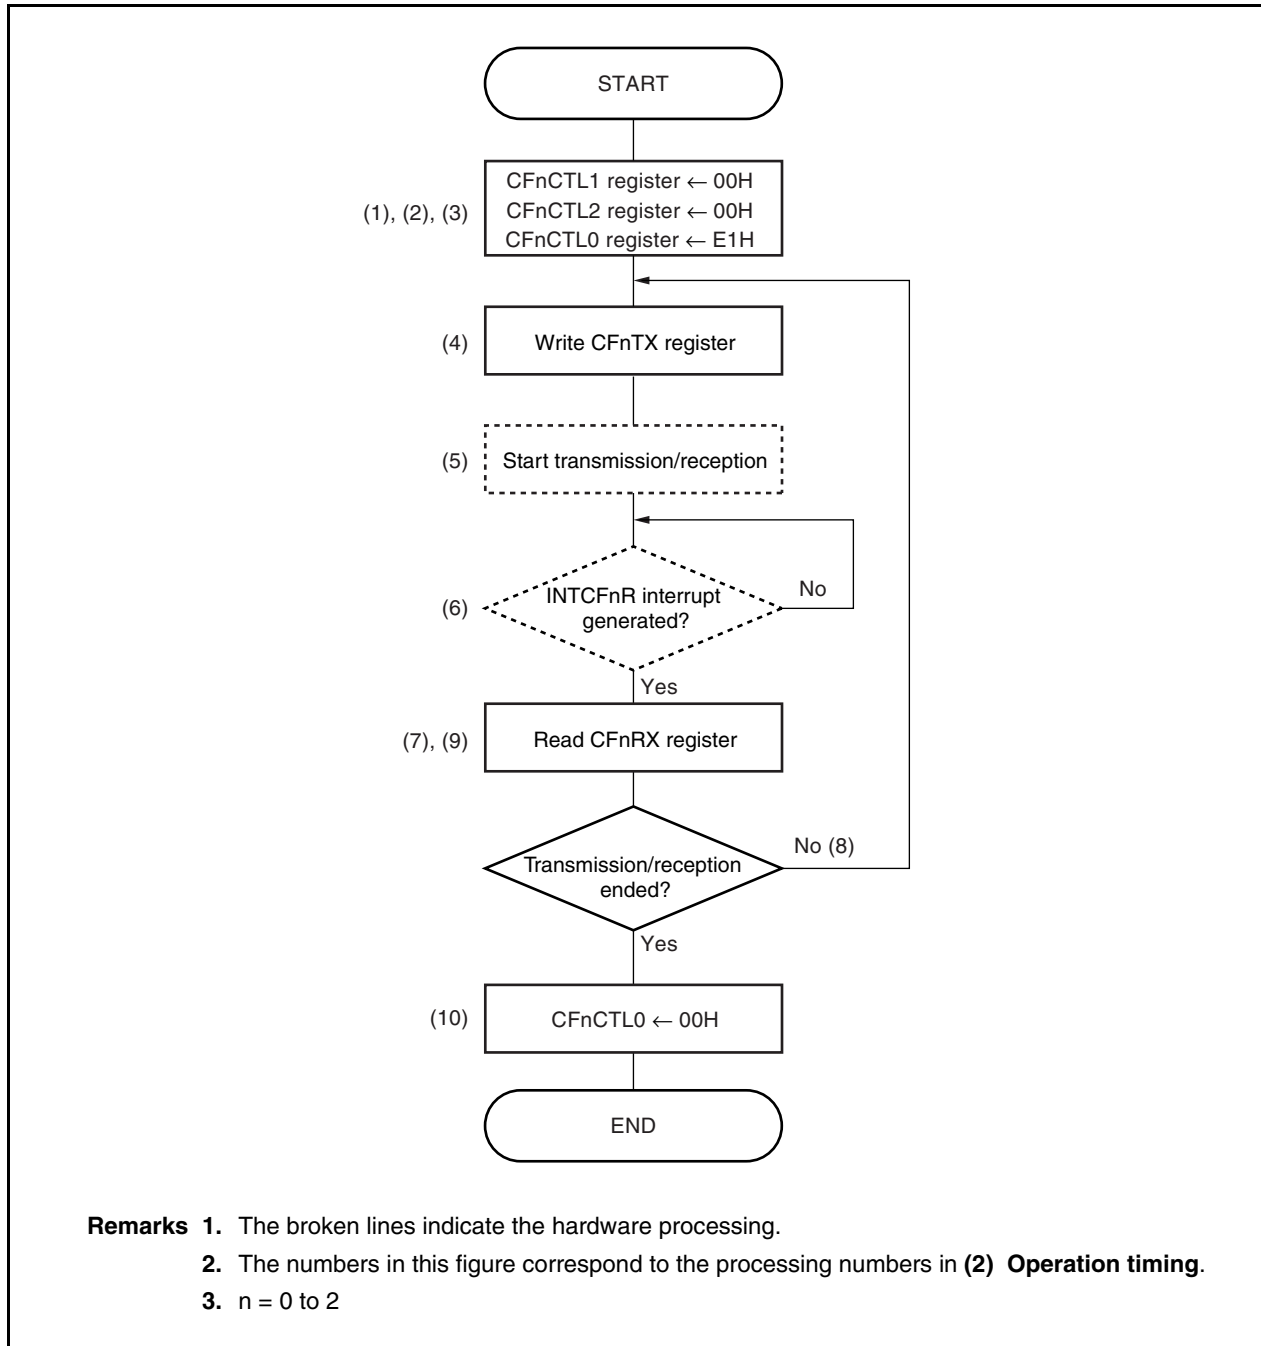 START
(1), (2), (3)
CFnCTL1 register ← 00H
CFnCTL2 register ← 00H
CFnCTL0 register ← E1H
(4)
Write CFnTX register
(5)
Start transmission/reception
(6)
INTCFnR interrupt
generated?
No
Yes
(7), (9)
Read CFnRX register
Transmission/reception
ended?
No (8)
Yes
(10)
CFnCTL0 ← 00H
END
Remarks 1. The broken lines indicate the hardware processing.
2. The numbers in this figure correspond to the processing numbers in (2) Operation timing.
3. n = 0 to 2